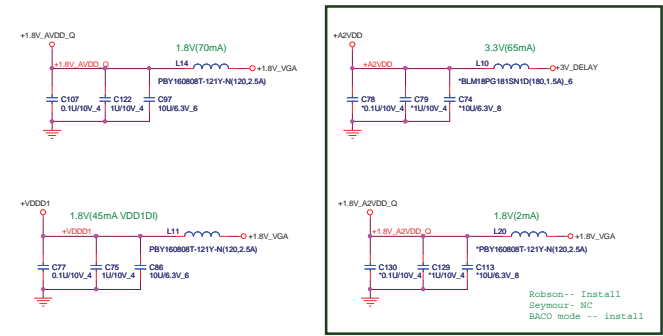 +1.8V_AVDD_Q
1.8V(70mA)
+1.8V_AVDD_Q
L14
+1.8V_VGA
PBY160808T-121Y-N(120,2.5A)
C107
0.1U/10V_4
C122
1U/10V_4
C97
10U/6.3V_6
+A2VDD
3.3V(65mA)
+A2VDD
L10
+3V_DELAY
*BLM18PG181SN1D(180,1.5A)_6
C78
*0.1U/10V_4
C79
*1U/10V_4
C74
*10U/6.3V_8
+VDDD1
1.8V(45mA VDD1DI)
+VDDD1
L11
+1.8V_VGA
PBY160808T-121Y-N(120,2.5A)
C77
0.1U/10V_4
C75
1U/10V_4
C86
10U/6.3V_6
+1.8V_A2VDD_Q
1.8V(2mA)
+1.8V_A2VDD_Q
L20
+1.8V_VGA
*PBY160808T-121Y-N(120,2.5A)
C130
*0.1U/10V_4
C129
*1U/10V_4
C113
*10U/6.3V_8
Robson-- Install
Seymour- NC
BACO mode -- install